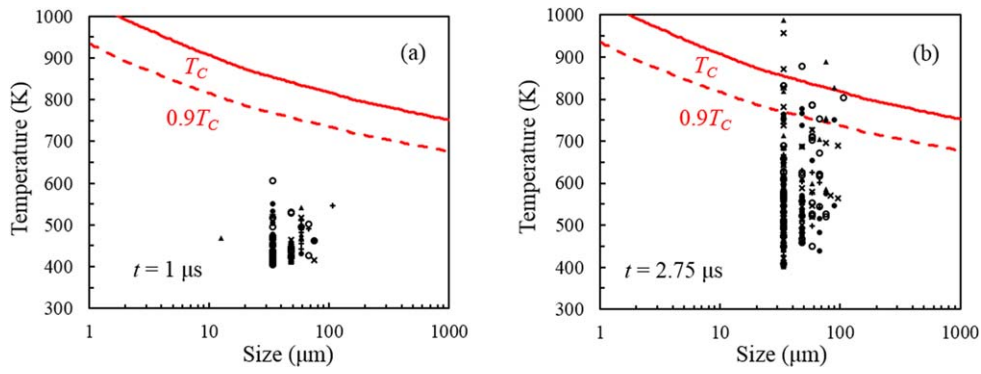 1000
900
800
700
600
500
400
300
Temperature (K)
(a)
T_C
0.9T_C
t = 1 μs
1
10
100
1000
Size (μm)
1000
900
800
700
600
500
400
300
Temperature (K)
(b)
T_C
0.9T_C
t = 2.75 μs
1
10
100
1000
Size (μm)